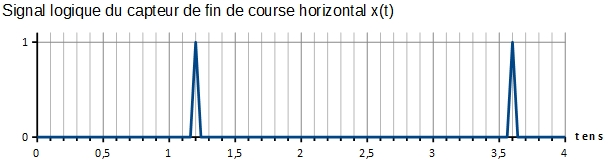 Signal logique du capteur de fin de course horizontal x(t)
1
0
0 0,5 1 1,5 2 2,5 3 3,5 4
t en s